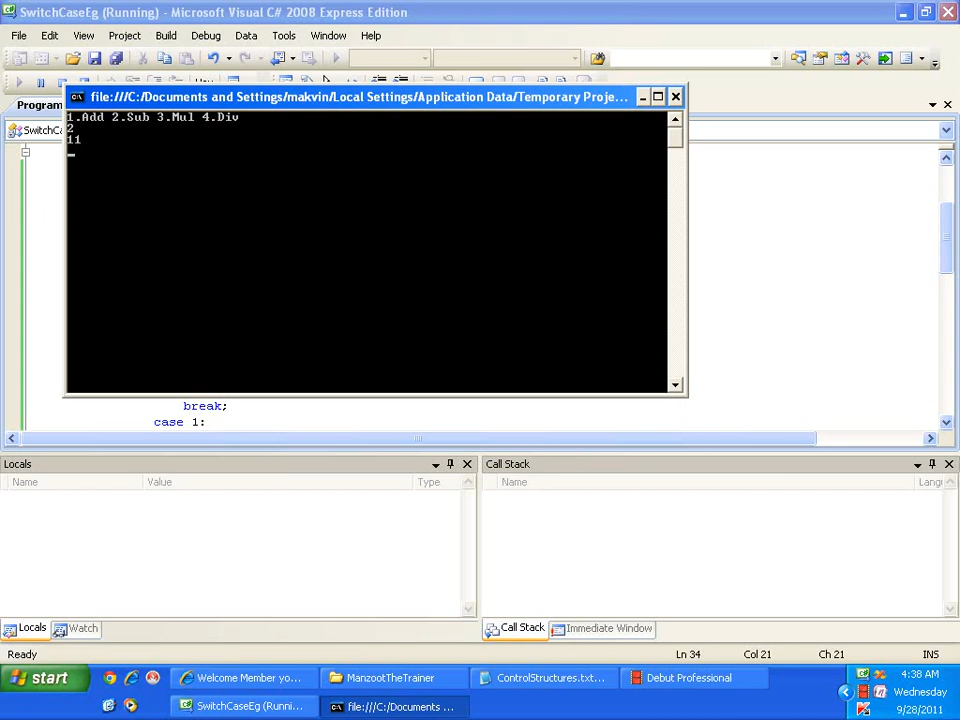 SwitchCaseEg (Running) - Microsoft Visual C# 2008 Express Edition
File Edit View Project Build Debug Data Tools Window Help
Program
file:///C:/Documents and Settings/makvin/Local Settings/Application Data/Temporary Proje...
SwitchCa
1.Add 2.Sub 3.Mul 4.Div
2
11
break;
case 1:
Locals
Call Stack
Name Value Type
Name Lang
Locals Watch
Call Stack Immediate Window
Ready Ln 34 Col 21 Ch 21 INS
start
Welcome Member yo...
ManzootTheTrainer
ControlStructures.txt...
Debut Professional
4:38 AM
Wednesday
9/28/2011
SwitchCaseEg (Runni...
file:///C:/Documents ...